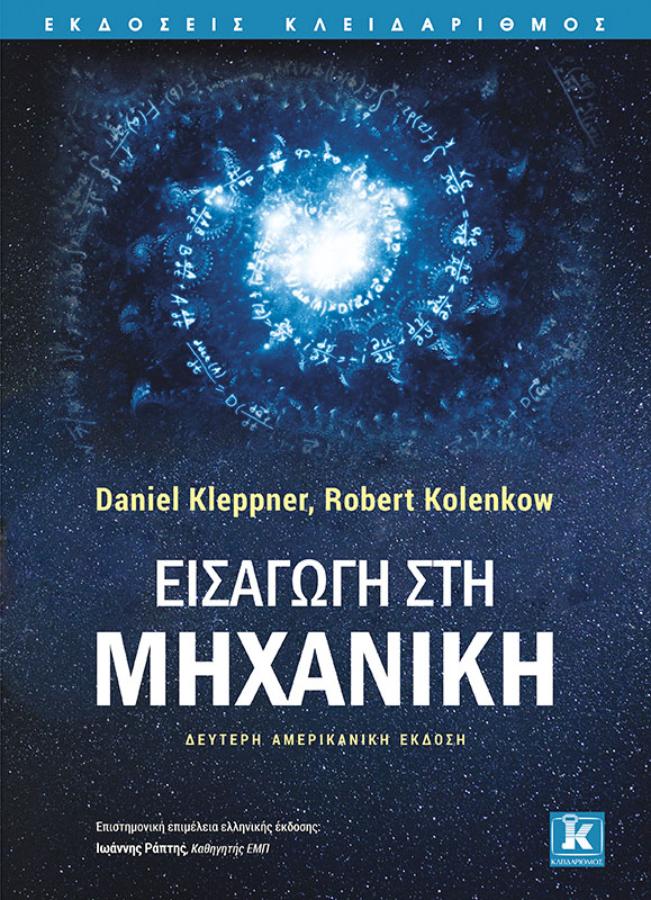 ΕΚΔΟΣΕΙΣ ΚΛΕΙΔΑΡΙΘΜΟΣ
Daniel Kleppner, Robert Kolenkow
ΕΙΣΑΓΩΓΗ ΣΤΗ
ΜΗΧΑΝΙΚΗ
ΔΕΥΤΕΡΗ ΑΜΕΡΙΚΑΝΙΚΗ ΕΚΔΟΣΗ
Επιστημονική επιμέλεια ελληνικής έκδοσης:
Ιωάννης Ράπτης, Καθηγητής ΕΜΠ
ΚΛΕΙΔΑΡΙΘΜΟΣ